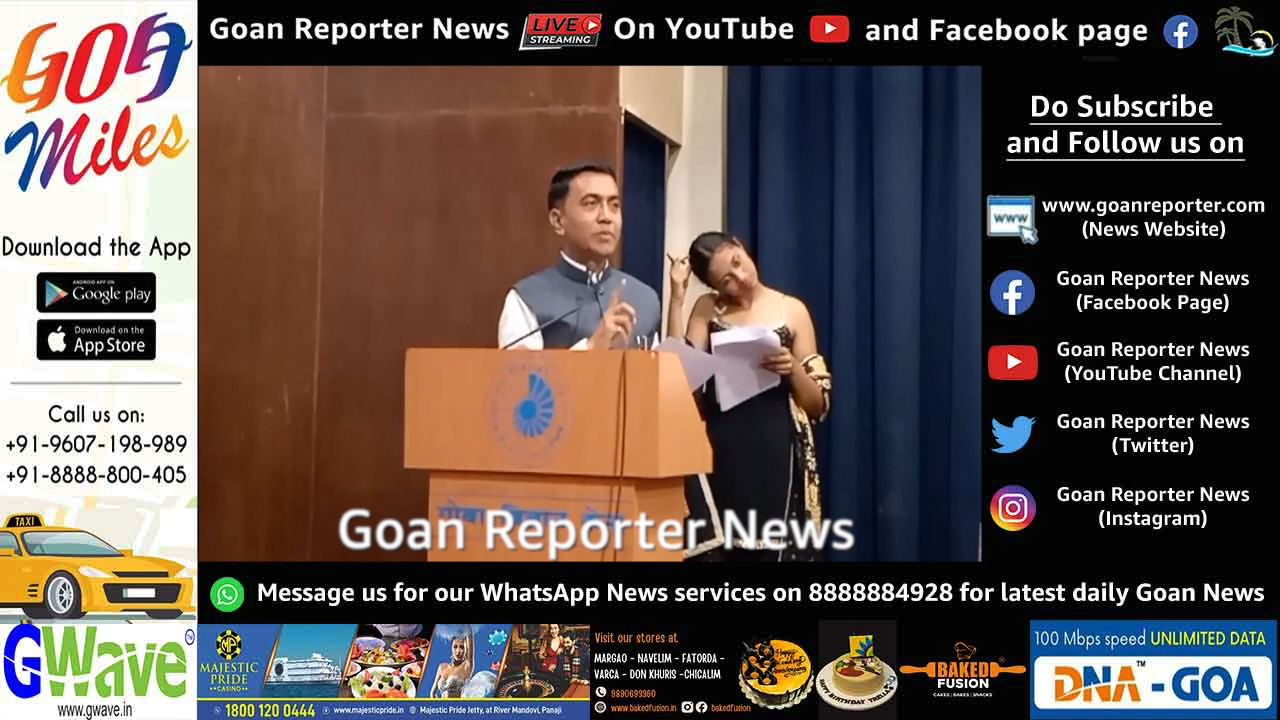 Goan Reporter News LIVE STREAMING On YouTube and Facebook page
GOA
Miles
Download the App
ANDROID APP ON
Google play
Download on the
App Store
Call us on:
+91-9607-198-989
+91-8888-800-405
TAXI
GWave
www.gwave.in
Goan Reporter News
Do Subscribe
and Follow us on
www
www.goanreporter.com
(News Website)
Goan Reporter News
(Facebook Page)
Goan Reporter News
(YouTube Channel)
Goan Reporter News
(Twitter)
Goan Reporter News
(Instagram)
Message us for our WhatsApp News services on 8888884928 for latest daily Goan News
MP
MAJESTIC
PRIDE
CASINO
1800 120 0444
www.majesticpride.in
Majestic Pride Jetty, at River Mandovi, Panaji
Visit our stores at
MARGAO - NAVELIM - FATORDA -
VARCA - DON KHURIS -CHICALIM
9890699360
www.bakedfusion.in
bakedfusion
BAKED
FUSION
CAKES | BAKES | SNACKS
100 Mbps speed UNLIMITED DATA
DNA™-GOA